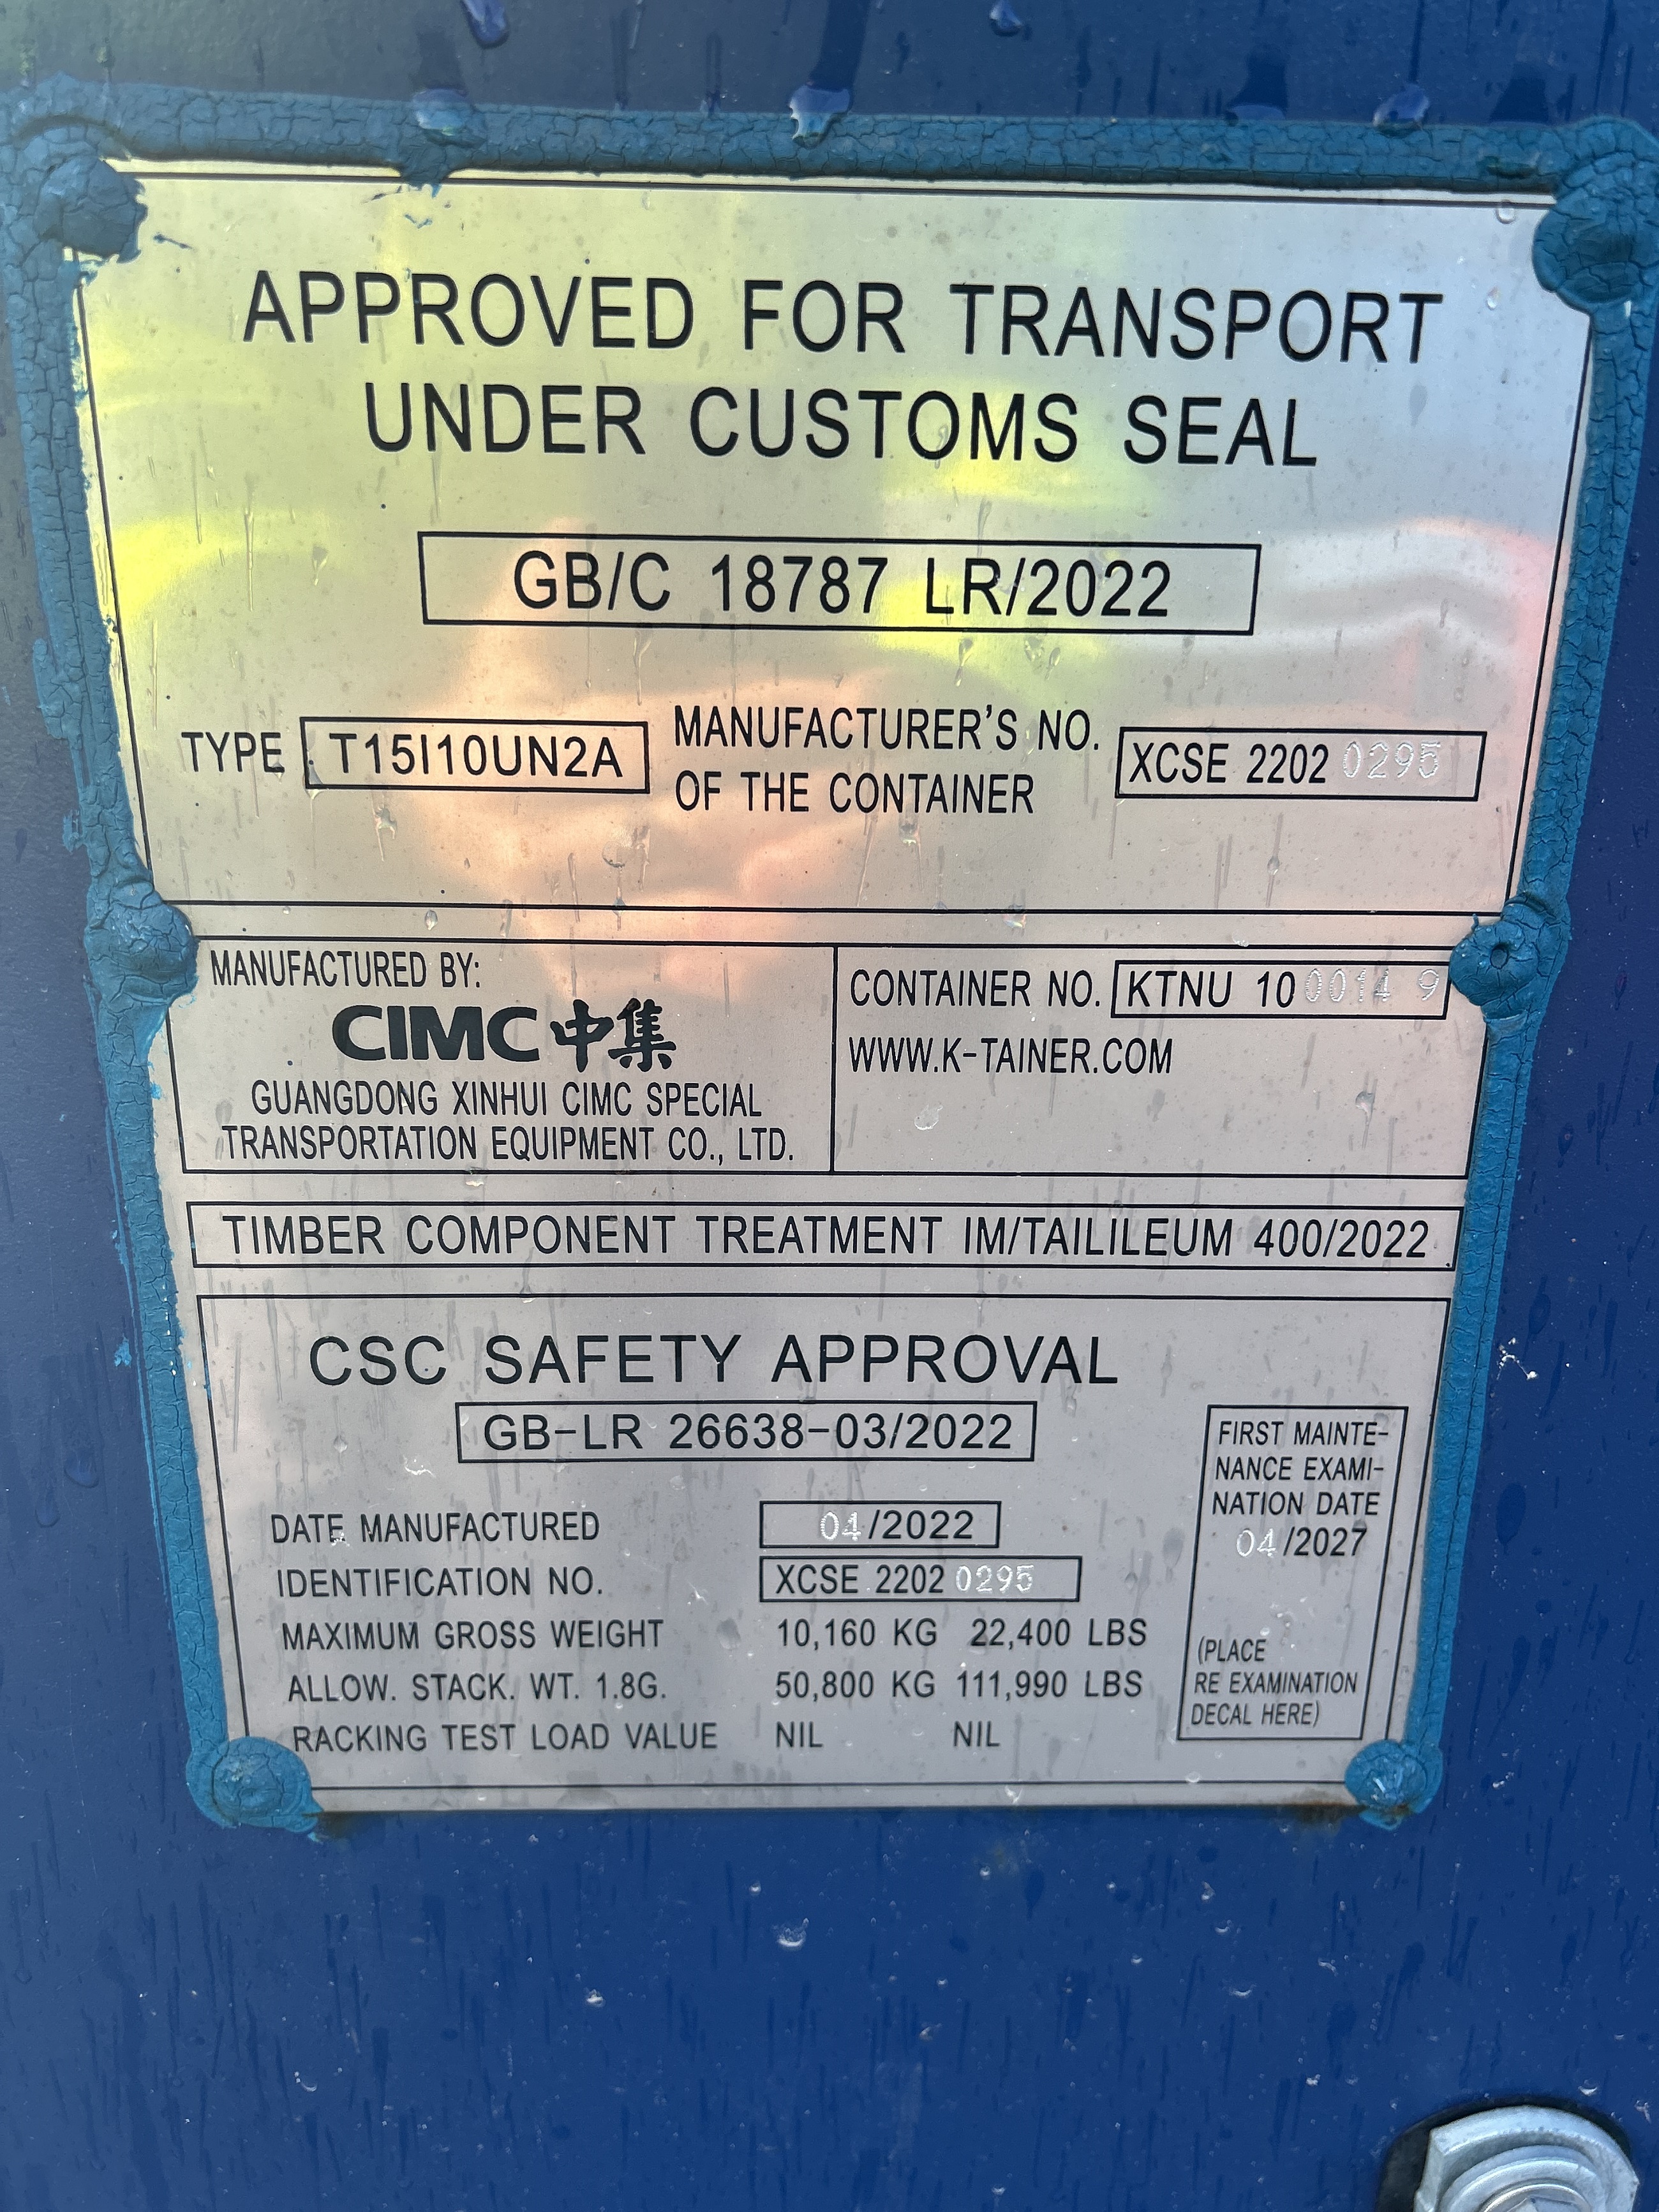 APPROVED FOR TRANSPORT
UNDER CUSTOMS SEAL
GB/C 18787 LR/2022
TYPE T15I10UN2A
MANUFACTURER'S NO.
OF THE CONTAINER
XCSE 2202 0295
MANUFACTURED BY:
CIMC中集
GUANGDONG XINHUI CIMC SPECIAL
TRANSPORTATION EQUIPMENT CO., LTD.
CONTAINER NO. KTNU 10 0014 9
WWW.K-TAINER.COM
TIMBER COMPONENT TREATMENT IM/TAILILEUM 400/2022
CSC SAFETY APPROVAL
GB-LR 26638-03/2022
DATE MANUFACTURED 04/2022
IDENTIFICATION NO. XCSE 2202 0295
MAXIMUM GROSS WEIGHT 10,160 KG 22,400 LBS
ALLOW. STACK. WT. 1.8G. 50,800 KG 111,990 LBS
RACKING TEST LOAD VALUE NIL NIL
FIRST MAINTE-
NANCE EXAMI-
NATION DATE
04/2027
(PLACE
RE EXAMINATION
DECAL HERE)